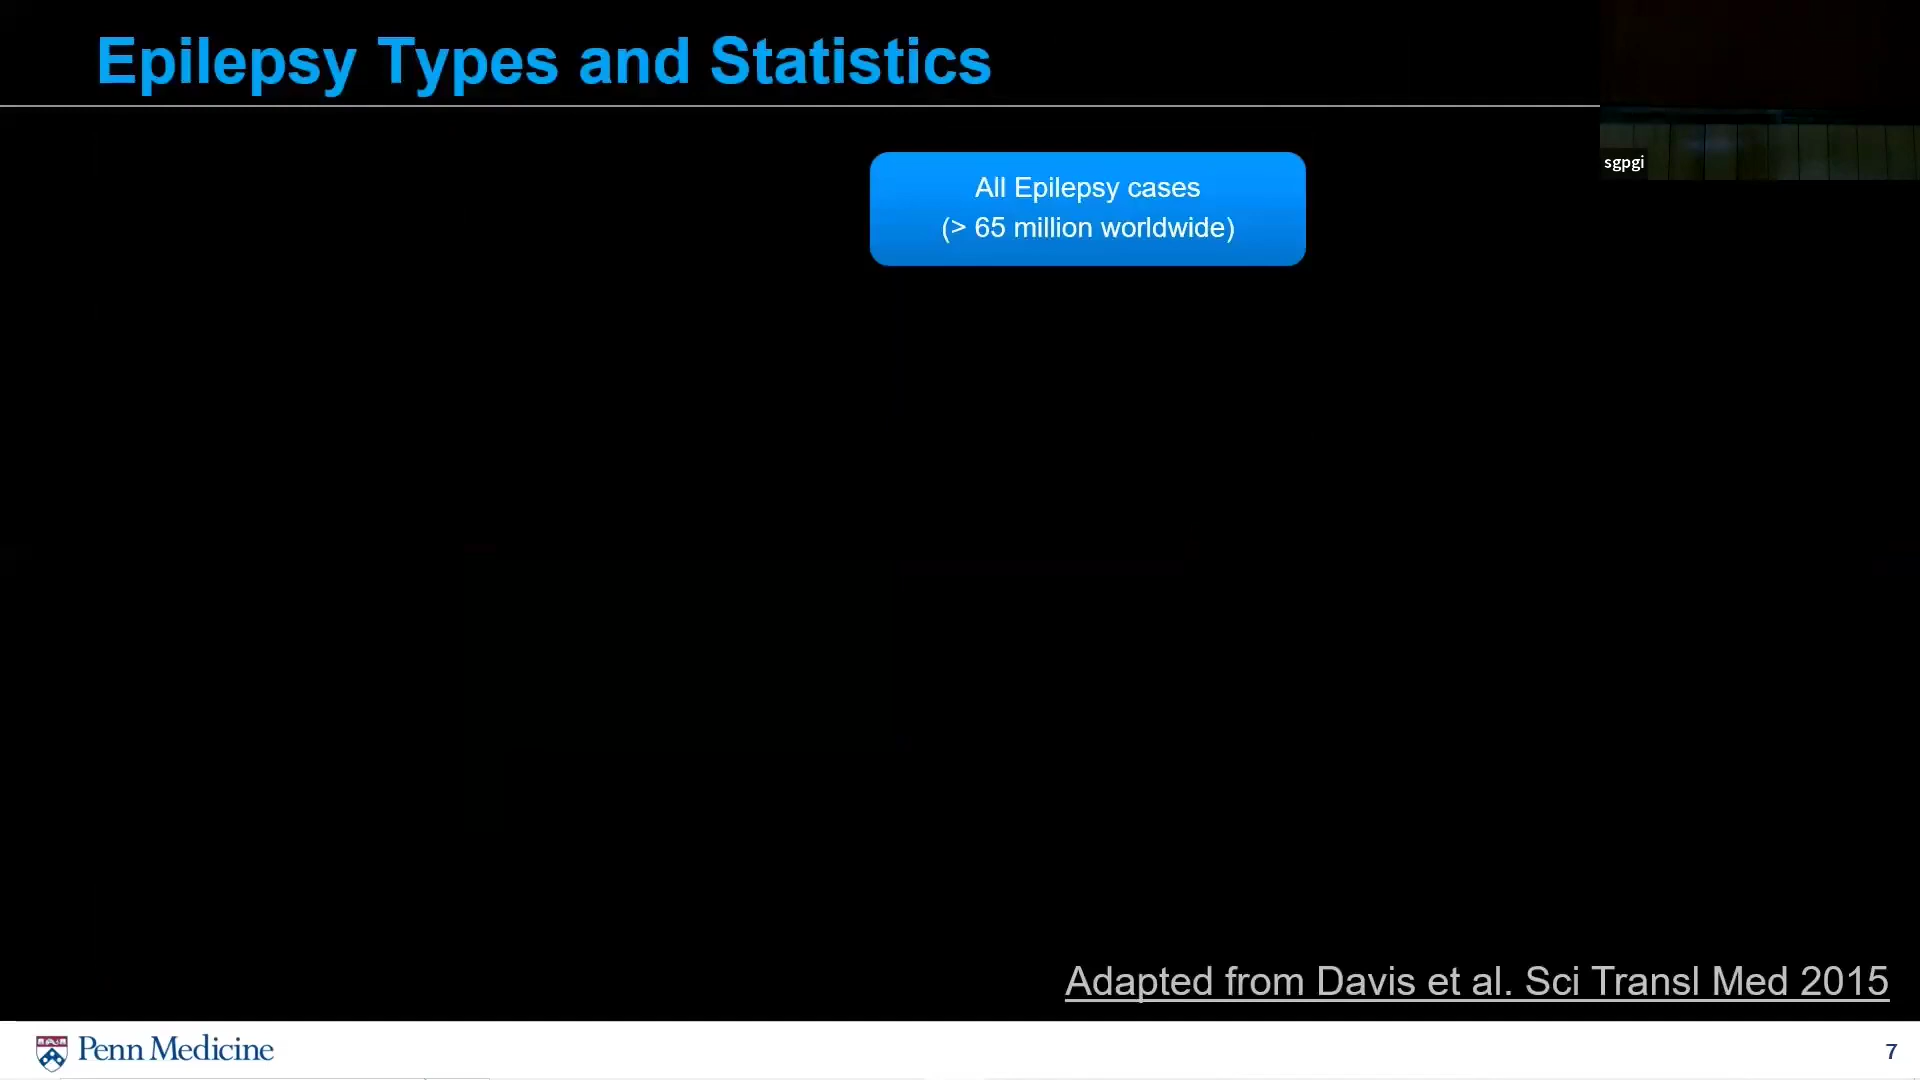 Epilepsy Types and Statistics
sgpgi
All Epilepsy cases
(> 65 million worldwide)
Adapted from Davis et al. Sci Transl Med 2015
Penn Medicine
7